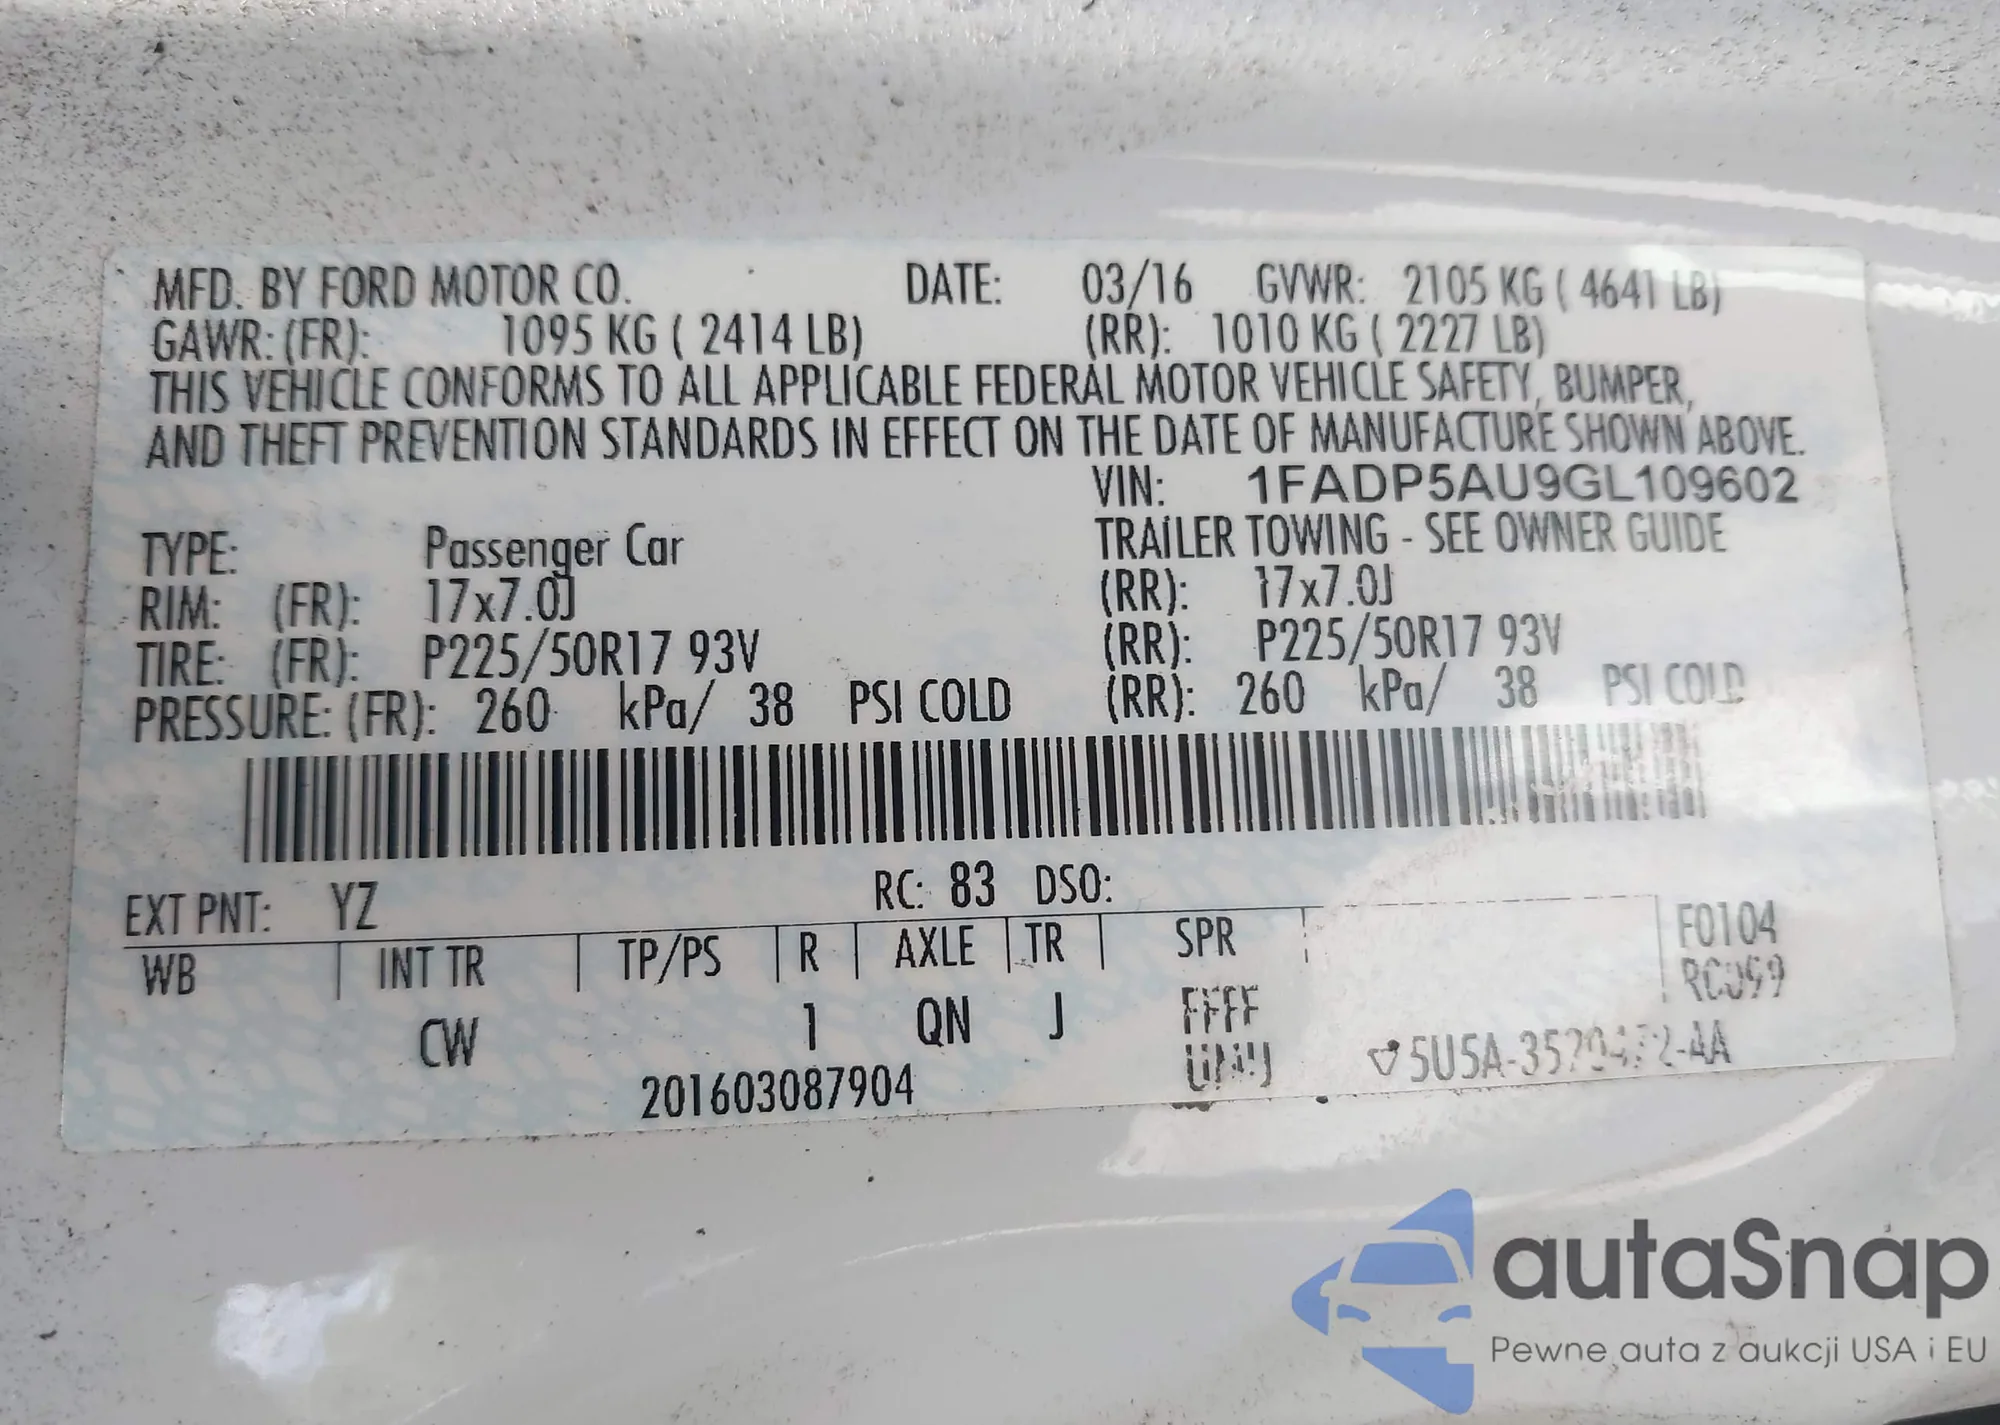 MFD. BY FORD MOTOR CO. DATE: 03/16 GVWR: 2105 KG ( 4641 LB)
GAWR: (FR): 1095 KG ( 2414 LB) (RR): 1010 KG ( 2227 LB)
THIS VEHICLE CONFORMS TO ALL APPLICABLE FEDERAL MOTOR VEHICLE SAFETY, BUMPER,
AND THEFT PREVENTION STANDARDS IN EFFECT ON THE DATE OF MANUFACTURE SHOWN ABOVE.
VIN: 1FADP5AU9GL109602
TYPE: Passenger Car TRAILER TOWING - SEE OWNER GUIDE
RIM: (FR): 17x7.0J (RR): 17x7.0J
TIRE: (FR): P225/50R17 93V (RR): P225/50R17 93V
PRESSURE: (FR): 260 kPa/ 38 PSI COLD (RR): 260 kPa/ 38 PSI COLD
EXT PNT: YZ RC: 83 DSO:
WB INT TR TP/PS R AXLE TR SPR F0104
CW 1 QN J FFFF
201603087904
autaSnap
Pewne auta z aukcji USA i EU